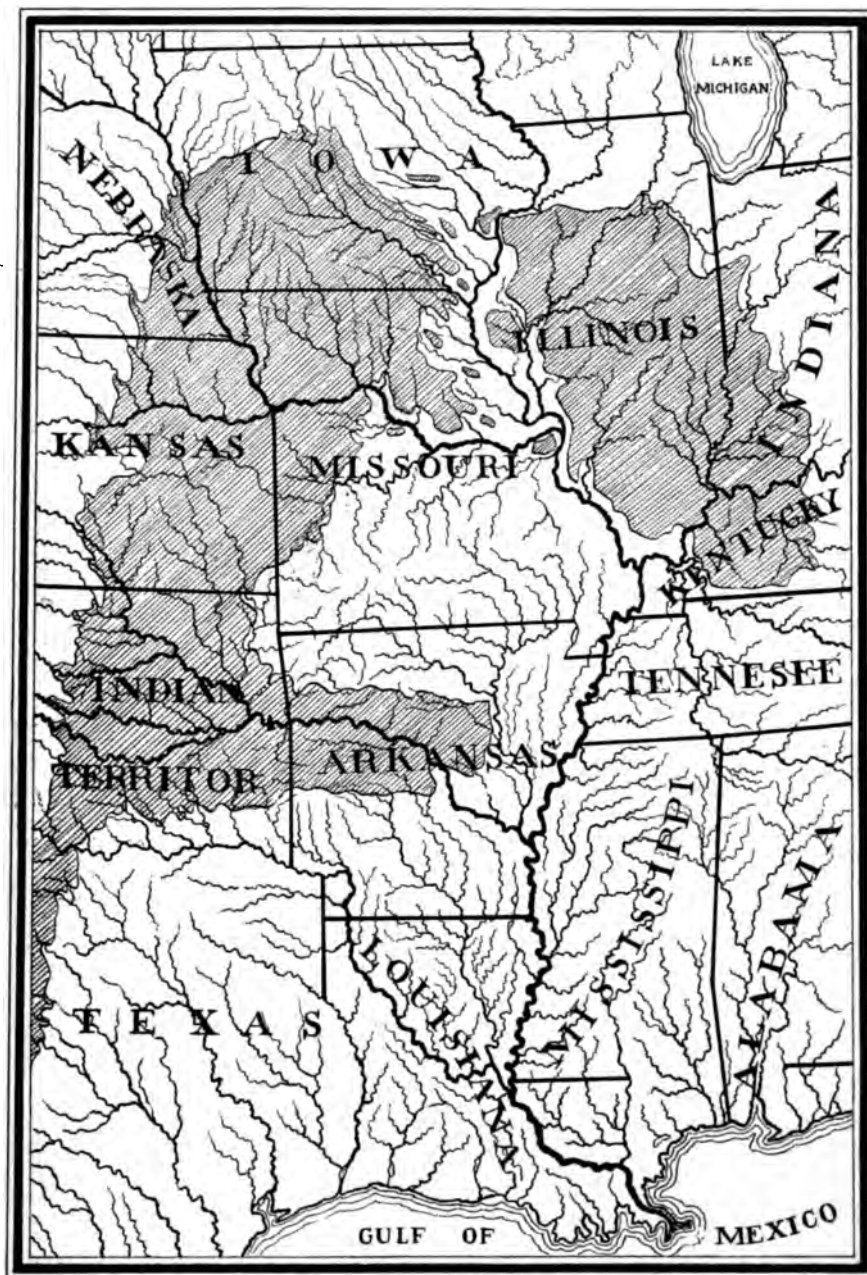 LAKE
MICHIGAN
IOWA
NEBRASKA
ILLINOIS
INDIANA
KANSAS
MISSOURI
KENTUCKY
INDIAN
TENNESEE
TERRITOR
ARKANSAS
MISSISSIPPI
ALABAMA
LOUISIANA
TEXAS
GULF OF
MEXICO